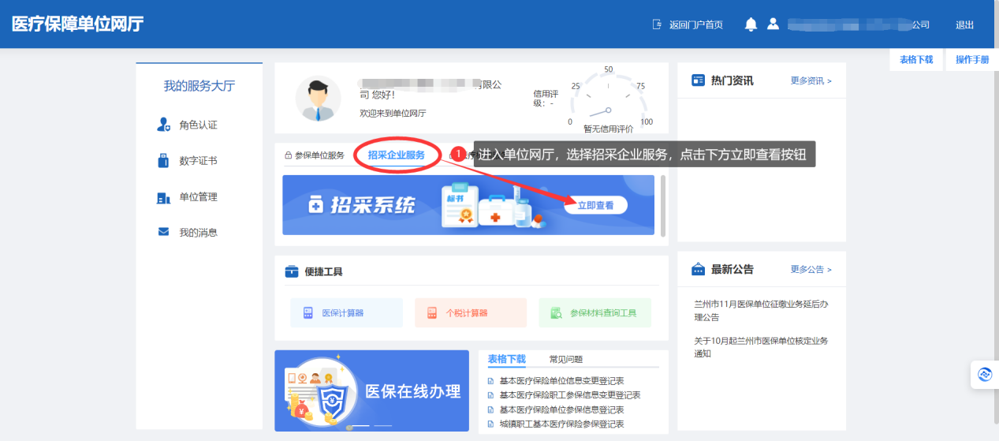 医疗保障单位网厅
返回门户首页
公司
退出
表格下载
操作手册
我的服务大厅
角色认证
数字证书
单位管理
我的消息
有限公
司 您好！
欢迎来到单位网厅
信用评
级：-
0
25
50
75
100
暂无信用评价
参保单位服务
招采企业服务
1
进入单位网厅，选择招采企业服务，点击下方立即查看按钮
招采系统
标书
立即查看
便捷工具
医保计算器
个税计算器
参保材料查询工具
医保在线办理
表格下载
常见问题
基本医疗保险单位信息变更登记表
基本医疗保险职工参保信息变更登记表
基本医疗保险单位参保信息登记表
城镇职工基本医疗保险参保登记表
热门资讯
更多资讯 >
最新公告
更多公告 >
兰州市11月医保单位征缴业务延后办
理公告
关于10月起兰州市医保单位核定业务
通知